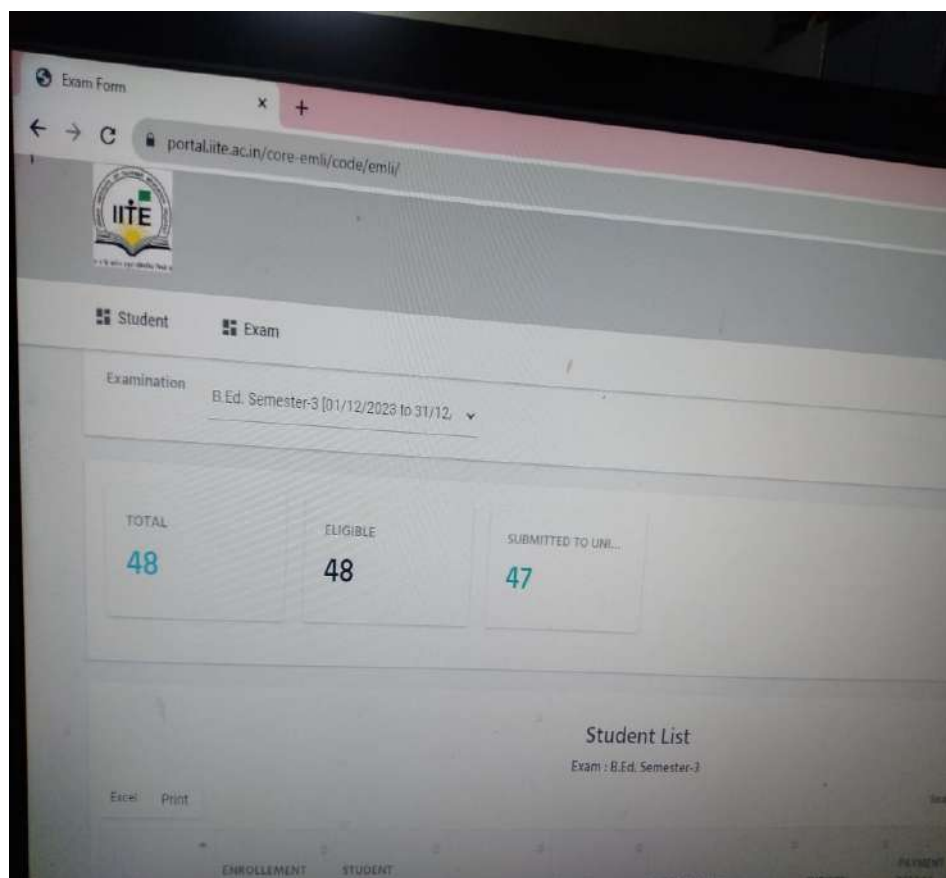 Exam Form
portal.iite.ac.in/core-emli/code/emli/
IITE
Student Exam
Examination
B.Ed. Semester-3 [01/12/2023 to 31/12,
TOTAL ELIGIBLE SUBMITTED TO UNI...
48 48 47
Student List
Exam : B.Ed. Semester-3
Excel Print
ENROLLEMENT STUDENT PAYMENT